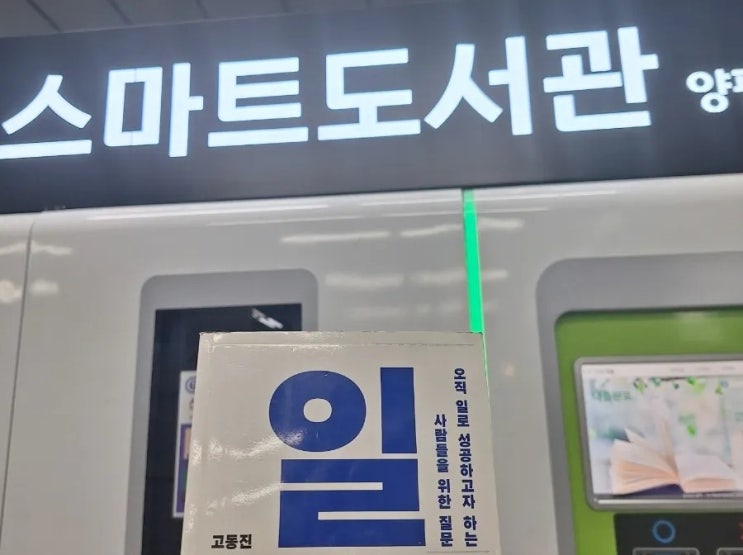 스마트도서관
일
오직 일로 성공하고자 하는
사람들을 위한 질문
고동진